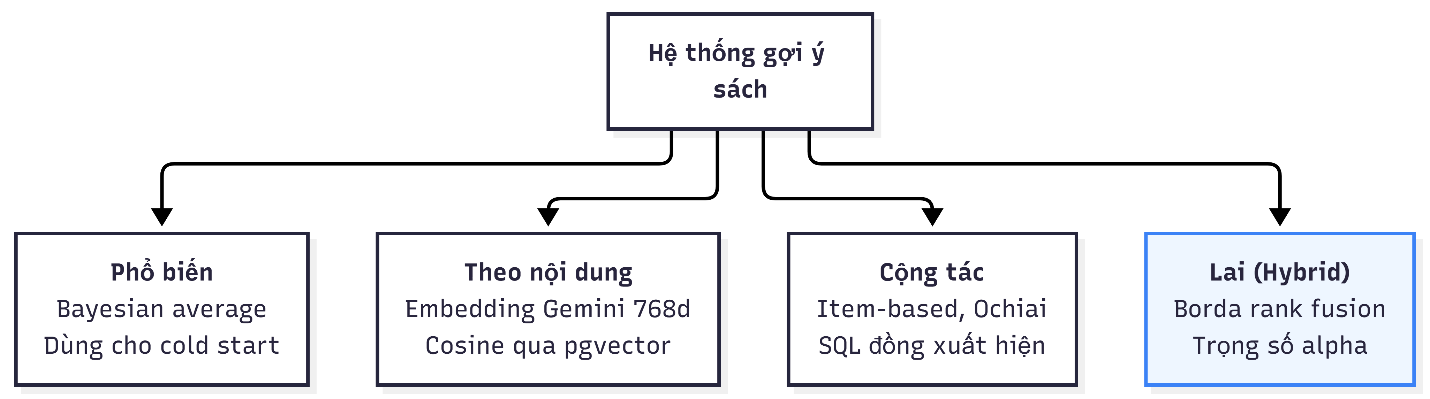 Hệ thống gợi ý
sách
Phổ biến
Bayesian average
Dùng cho cold start
Theo nội dung
Embedding Gemini 768d
Cosine qua pgvector
Cộng tác
Item-based, Ochiai
SQL đồng xuất hiện
Lai (Hybrid)
Borda rank fusion
Trọng số alpha